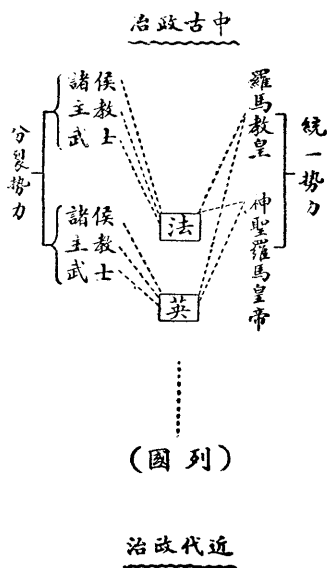 中古政治
羅馬教皇
神聖羅馬皇帝
統一势力
諸侯
主教
武士
諸侯
主教
武士
分裂势力
法
英
(列國)
近代政治